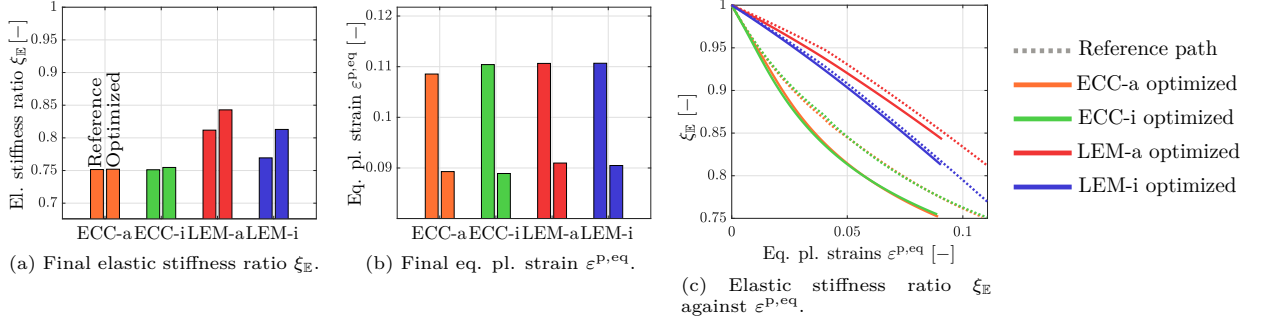 El. stiffness ratio ξ𝔼 [−]
1
0.95
0.9
0.85
0.8
0.75
0.7
Reference
Optimized
ECC-a ECC-i LEM-a LEM-i
(a) Final elastic stiffness ratio ξ𝔼.
Eq. pl. strain εᵖ,ᵉq [−]
0.12
0.11
0.1
0.09
ECC-a ECC-i LEM-a LEM-i
(b) Final eq. pl. strain εᵖ,ᵉq.
ξ𝔼 [−]
1
0.95
0.9
0.85
0.8
0.75
0 0.05 0.1
Eq. pl. strains εᵖ,ᵉq [−]
(c) Elastic stiffness ratio ξ𝔼
against εᵖ,ᵉq.
Reference path
ECC-a optimized
ECC-i optimized
LEM-a optimized
LEM-i optimized